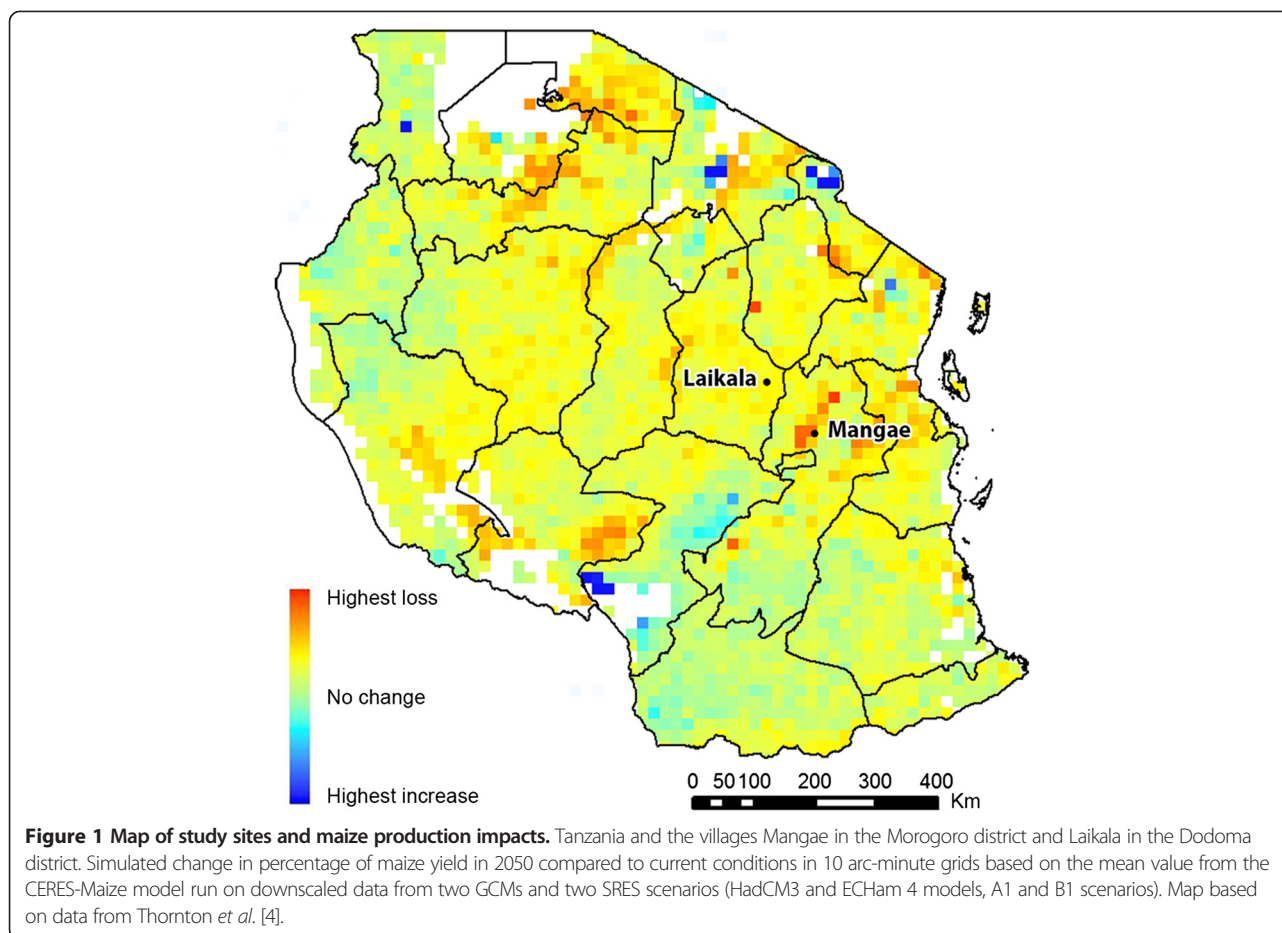 Laikala
Mangae
Highest loss
No change
Highest increase
0 50 100 200 300 400
Km
Figure 1 Map of study sites and maize production impacts. Tanzania and the villages Mangae in the Morogoro district and Laikala in the Dodoma
district. Simulated change in percentage of maize yield in 2050 compared to current conditions in 10 arc-minute grids based on the mean value from the
CERES-Maize model run on downscaled data from two GCMs and two SRES scenarios (HadCM3 and ECHam 4 models, A1 and B1 scenarios). Map based
on data from Thornton et al. [4].